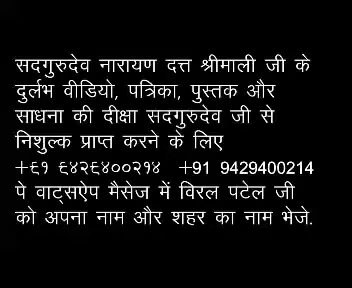 सदगुरुदेव नारायण दत्त श्रीमाली जी के
दुर्लभ वीडियो, पत्रिका, पुस्तक और
साधना की दीक्षा सदगुरुदेव जी से
निशुल्क प्राप्त करने के लिए
+९१ ९४२९४००२१४ +91 9429400214
पे वाट्सऐप मैसेज में विरल पटेल जी
को अपना नाम और शहर का नाम भेजे.